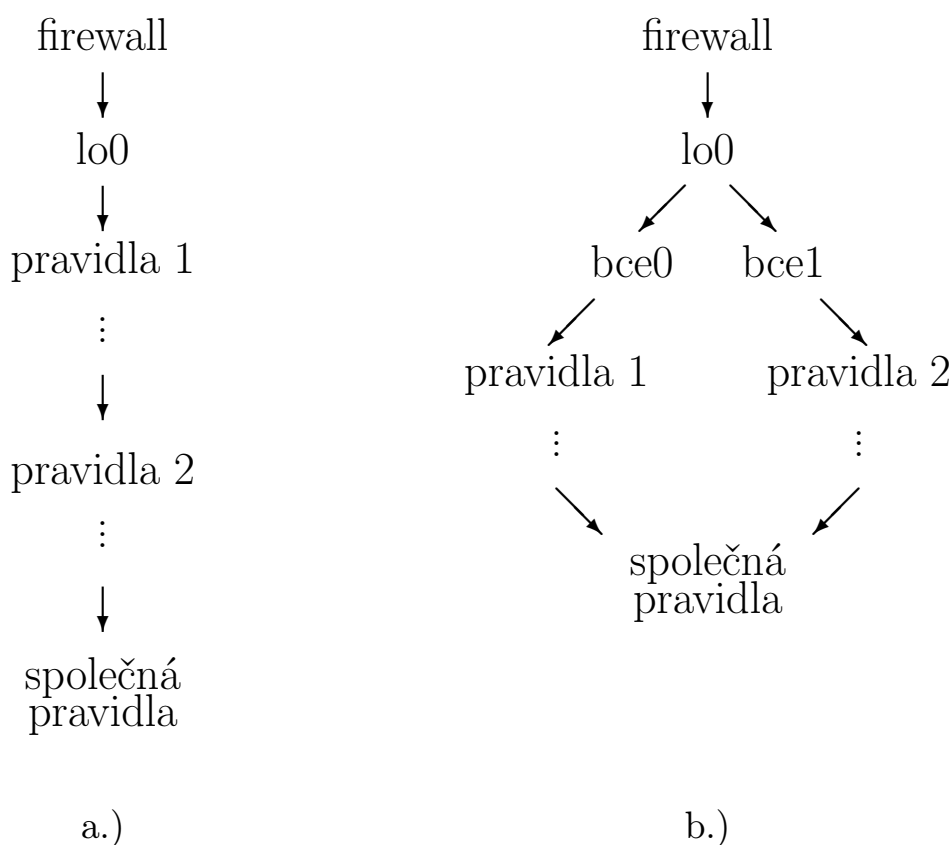 firewall
lo0
pravidla 1
⋮
pravidla 2
⋮
společná
pravidla
a.)
firewall
lo0
bce0 bce1
pravidla 1 pravidla 2
⋮ ⋮
společná
pravidla
b.)